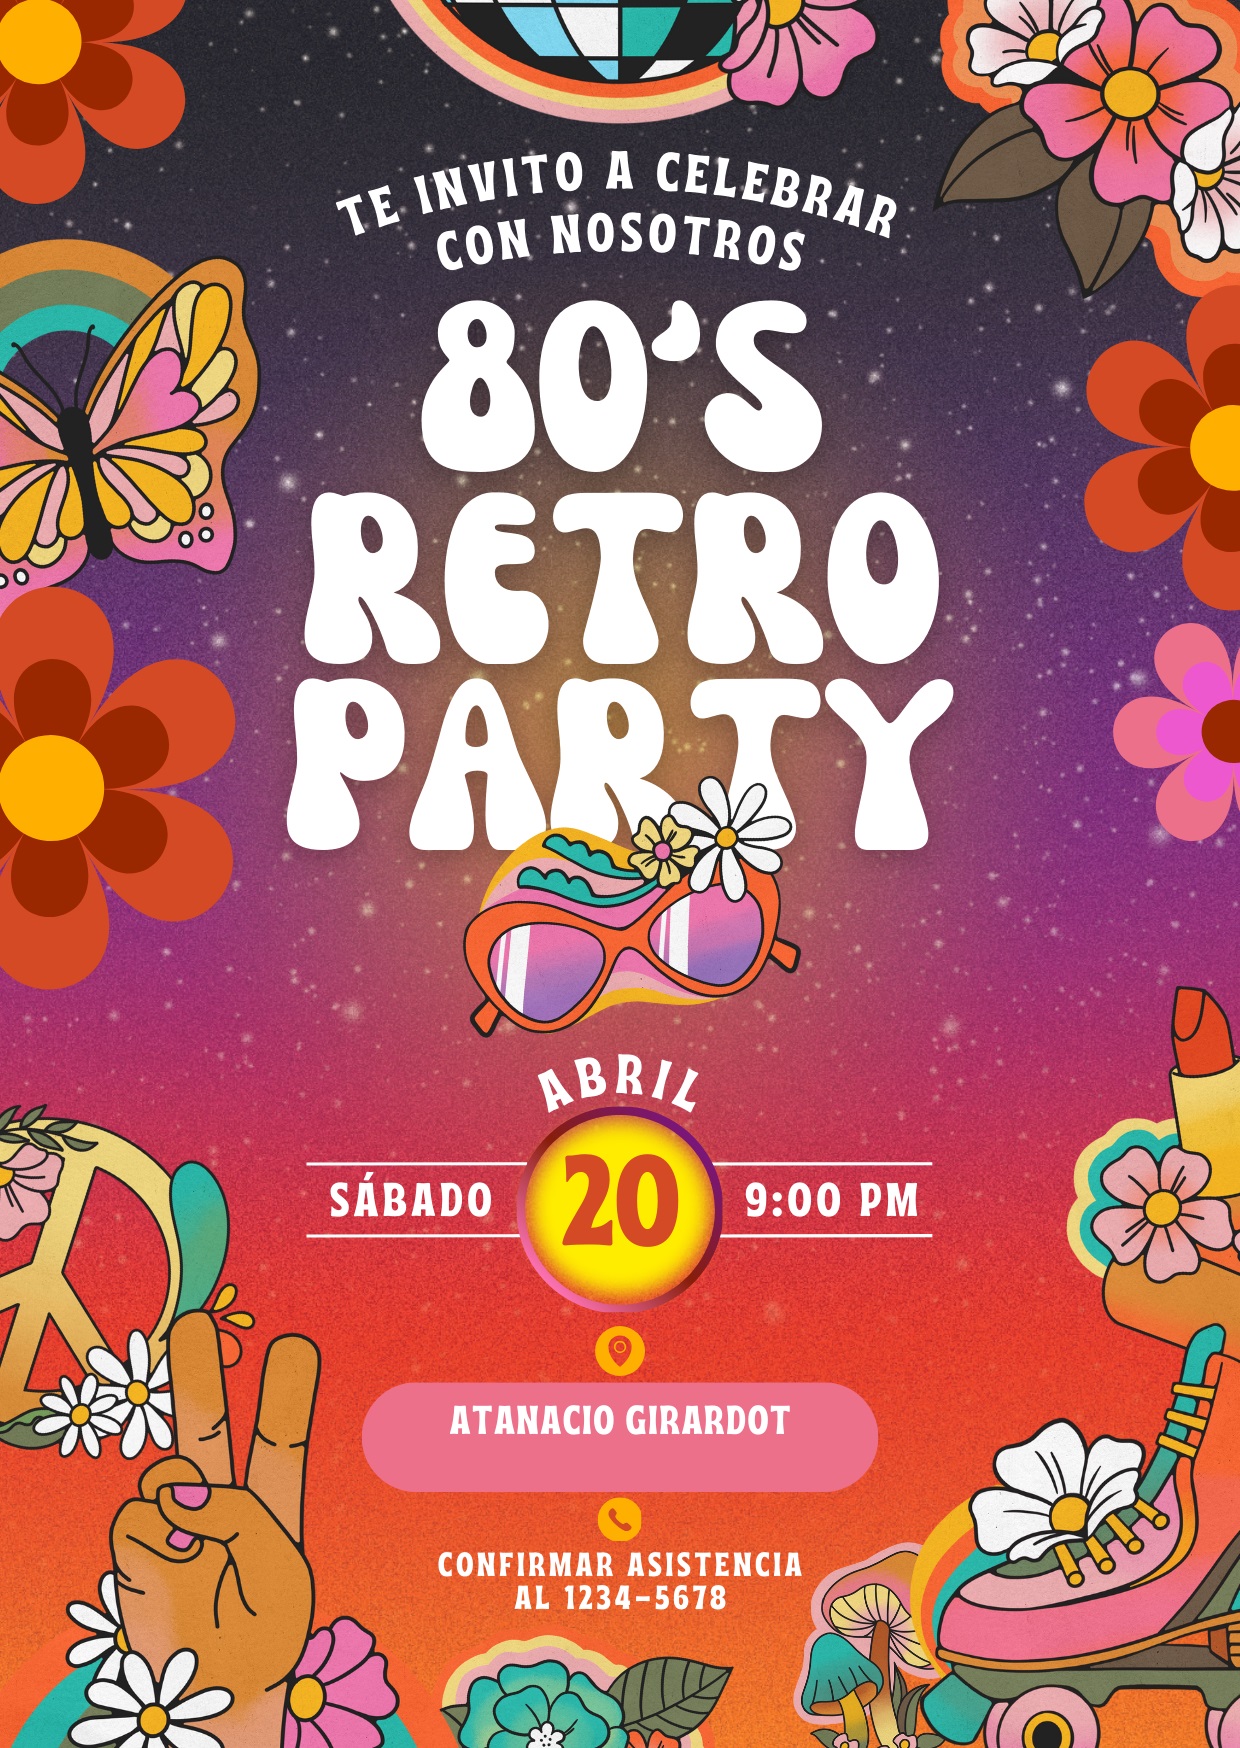 TE INVITO A CELEBRAR
CON NOSOTROS
80'S
RETRO
PARTY
ABRIL
SÁBADO 20 9:00 PM
ATANACIO GIRARDOT
CONFIRMAR ASISTENCIA
AL 1234-5678